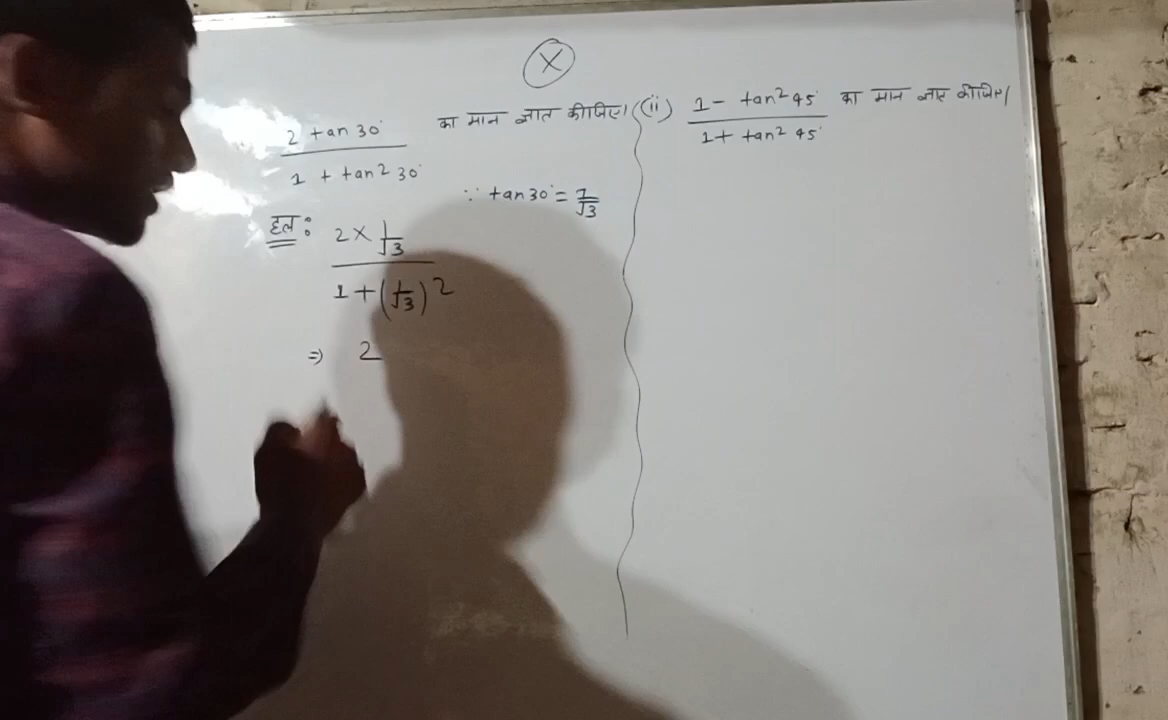 X
2 tan 30° / 1 + tan² 30° का मान ज्ञात कीजिए।
हल :
∵ tan 30° = 1/√3
2 × 1/√3 / 1 + (1/√3)²
⇒ 2
(ii) 1 - tan² 45° / 1 + tan² 45° का मान ज्ञात कीजिए।